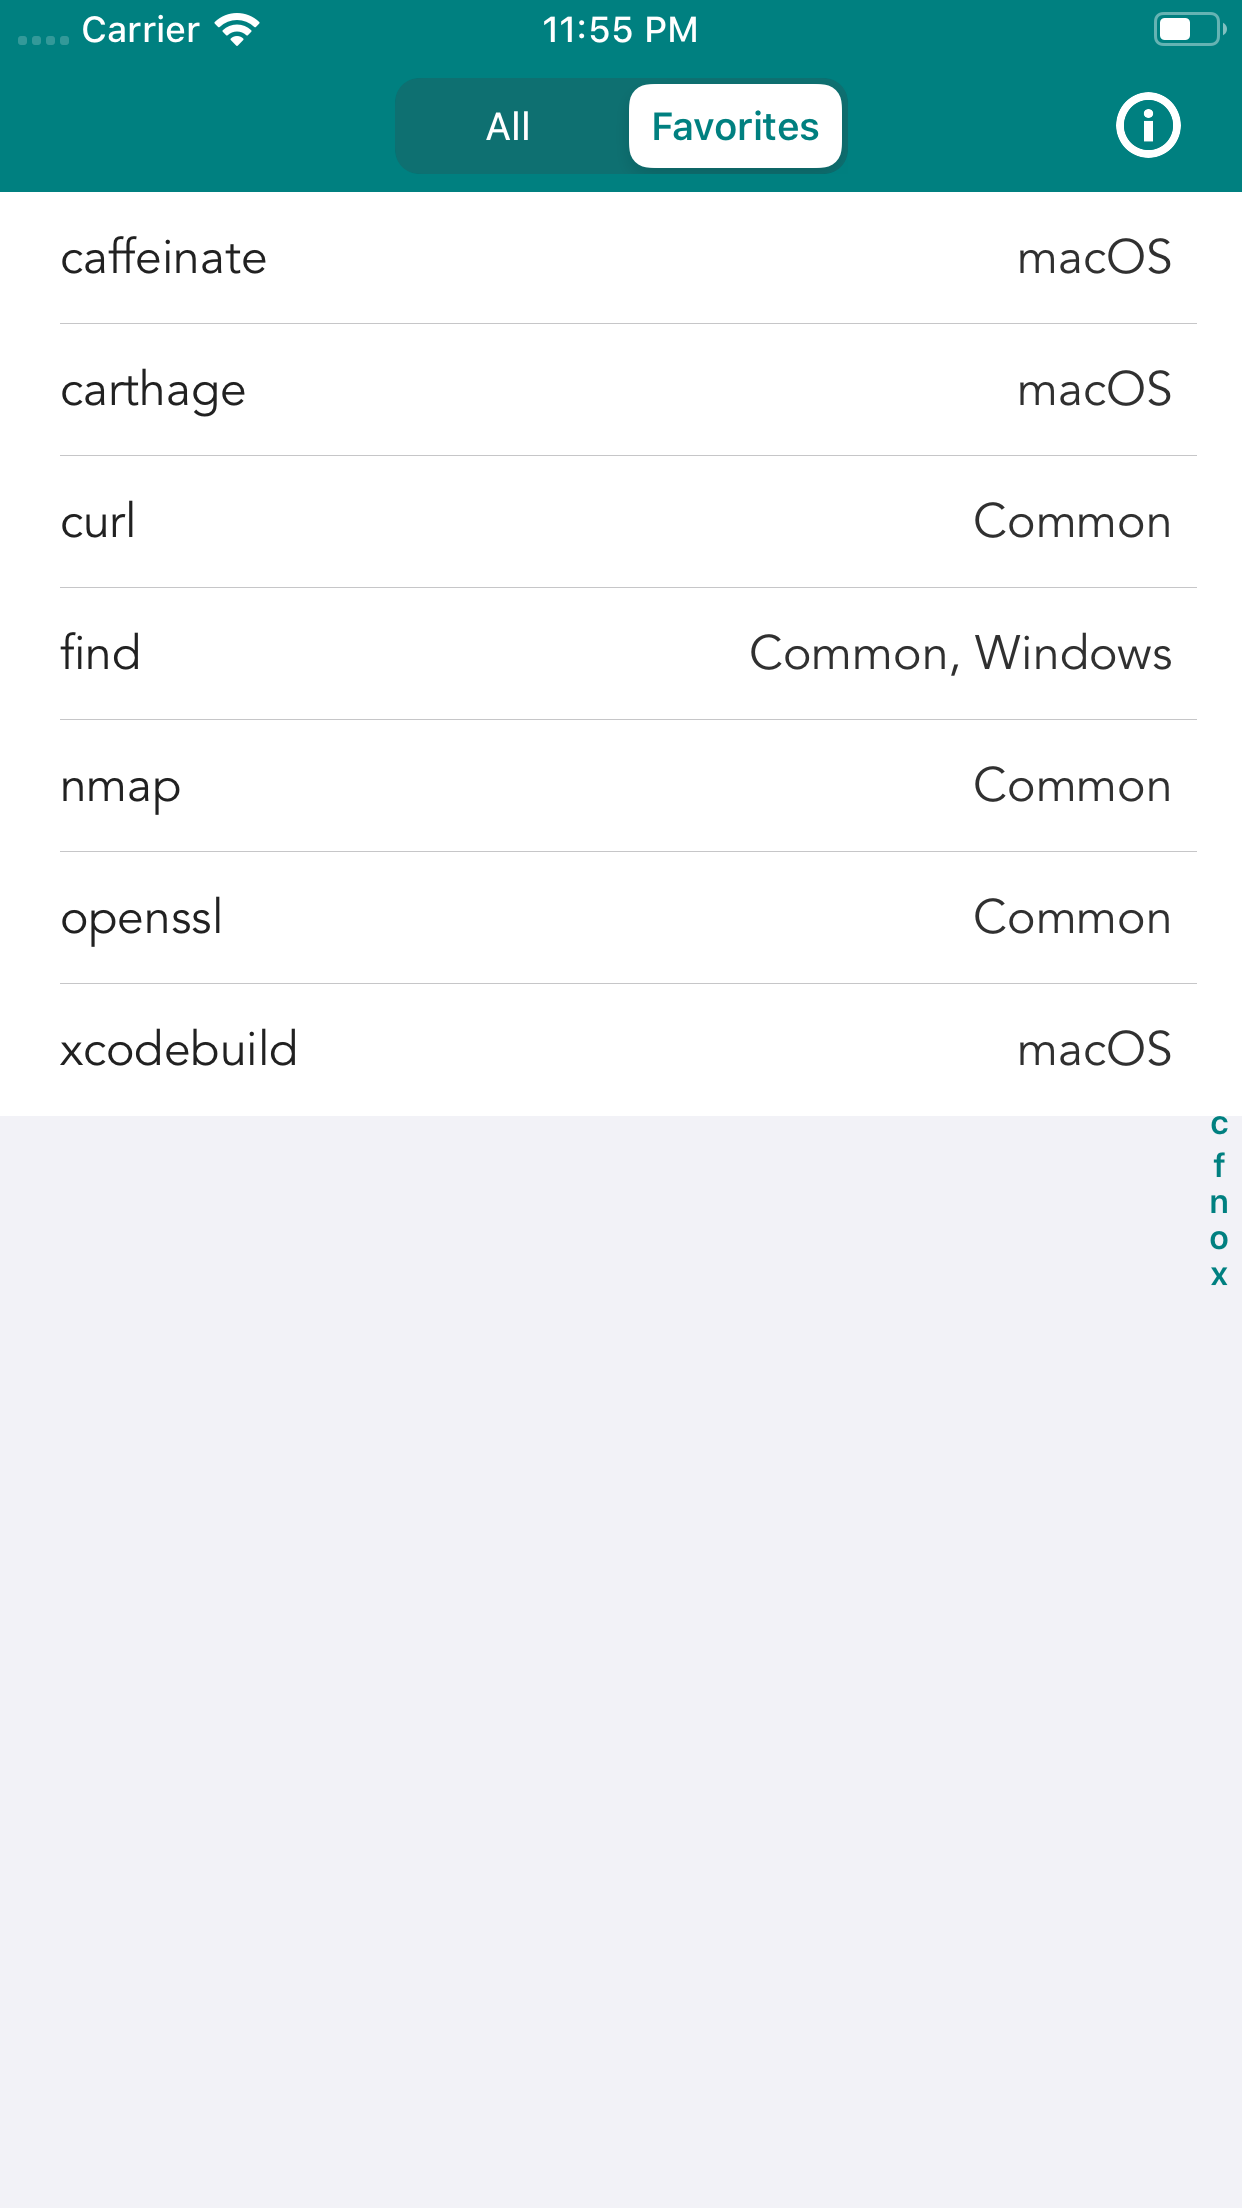 Carrier 11:55 PM
All Favorites
caffeinate macOS
carthage macOS
curl Common
find Common, Windows
nmap Common
openssl Common
xcodebuild macOS
c
f
n
o
x